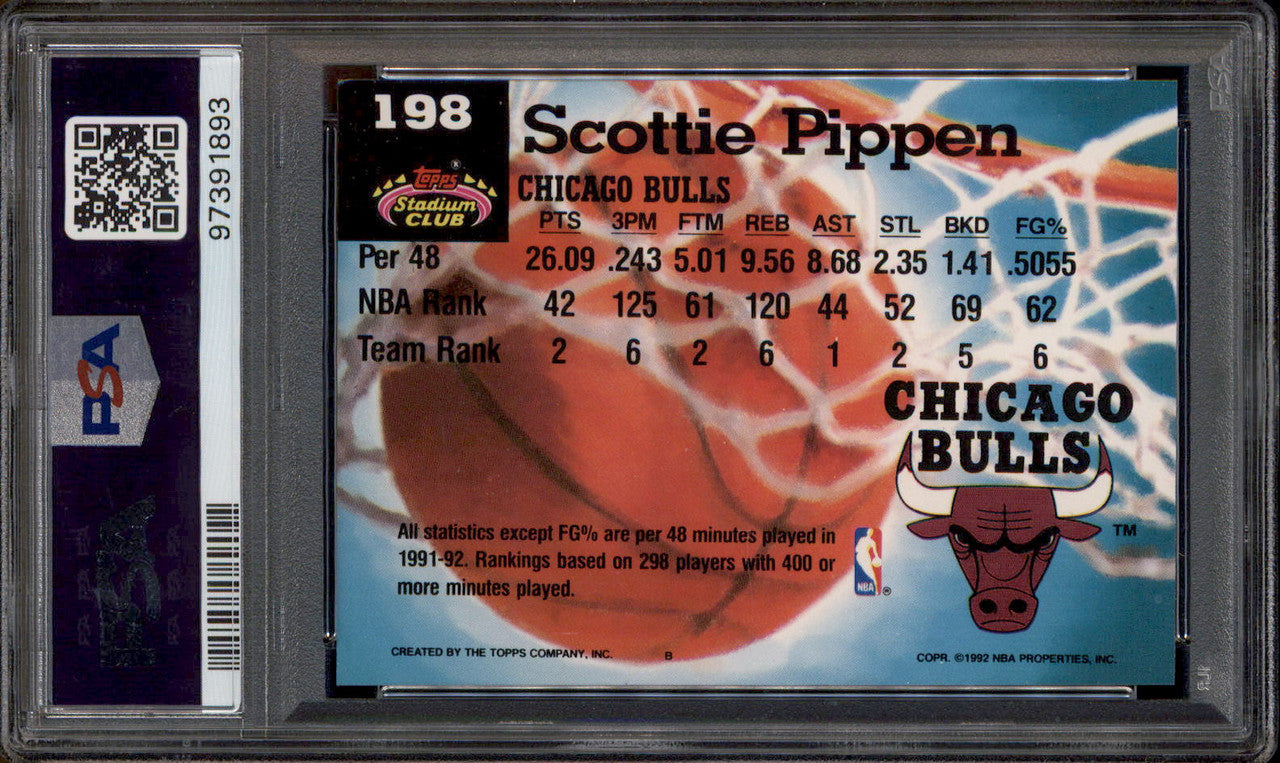 97391893
PSA
198
Topps®
Stadium
CLUB
Scottie Pippen
CHICAGO BULLS
PTS 3PM FTM REB AST STL BKD FG%
Per 48 26.09 .243 5.01 9.56 8.68 2.35 1.41 .5055
NBA Rank 42 125 61 120 44 52 69 62
Team Rank 2 6 2 6 1 2 5 6
CHICAGO
BULLS
TM
All statistics except FG% are per 48 minutes played in
1991-92. Rankings based on 298 players with 400 or
more minutes played.
NBA ®
CREATED BY THE TOPPS COMPANY, INC. B
COPR. ©1992 NBA PROPERTIES, INC.
PSA